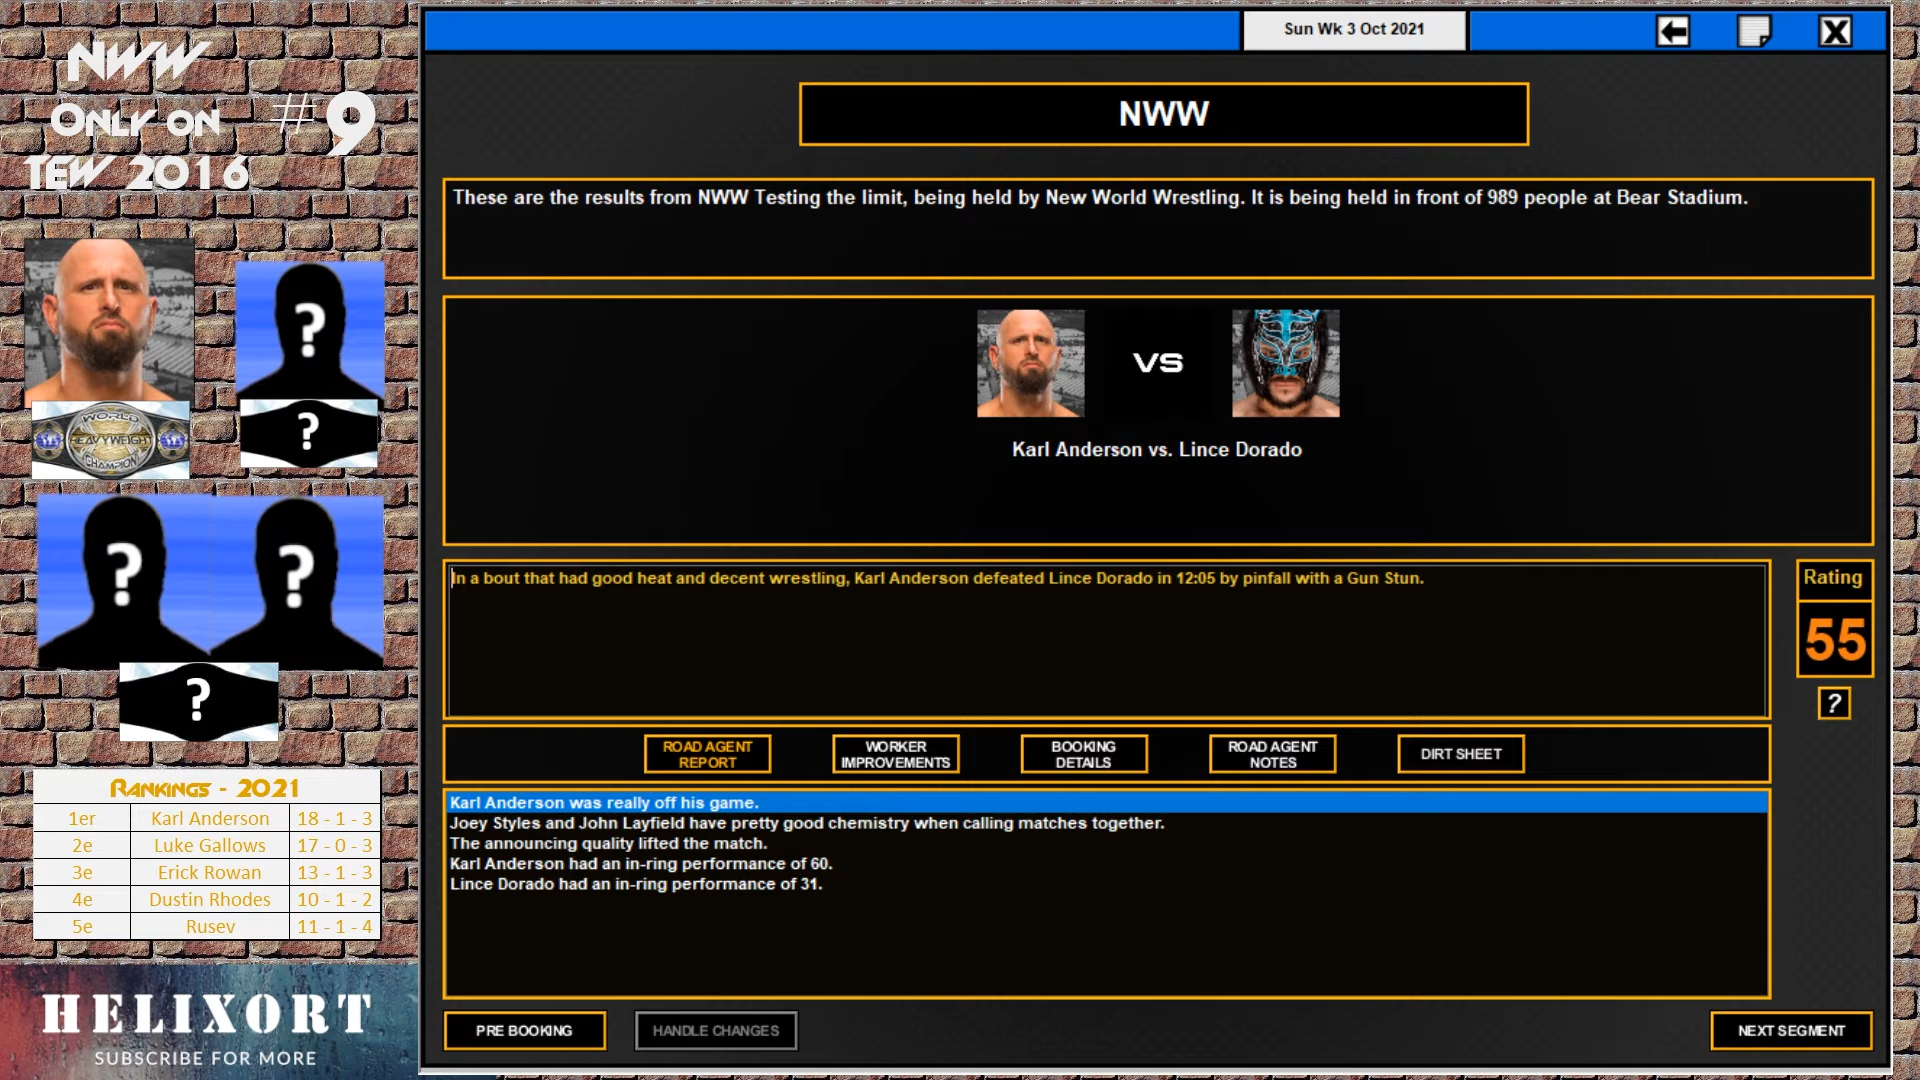 NWW
Only on
TEW 2016
#9
WORLD
HEAVYWEIGHT
CHAMPION
?
?
?
?
?
Rankings - 2021
1er Karl Anderson 18 - 1 - 3
2e Luke Gallows 17 - 0 - 3
3e Erick Rowan 13 - 1 - 3
4e Dustin Rhodes 10 - 1 - 2
5e Rusev 11 - 1 - 4
HELIXORT
SUBSCRIBE FOR MORE
Sun Wk 3 Oct 2021
X
NWW
These are the results from NWW Testing the limit, being held by New World Wrestling. It is being held in front of 989 people at Bear Stadium.
VS
Karl Anderson vs. Lince Dorado
In a bout that had good heat and decent wrestling, Karl Anderson defeated Lince Dorado in 12:05 by pinfall with a Gun Stun.
Rating
55
?
ROAD AGENT
REPORT
WORKER
IMPROVEMENTS
BOOKING
DETAILS
ROAD AGENT
NOTES
DIRT SHEET
Karl Anderson was really off his game.
Joey Styles and John Layfield have pretty good chemistry when calling matches together.
The announcing quality lifted the match.
Karl Anderson had an in-ring performance of 60.
Lince Dorado had an in-ring performance of 31.
PRE BOOKING
HANDLE CHANGES
NEXT SEGMENT